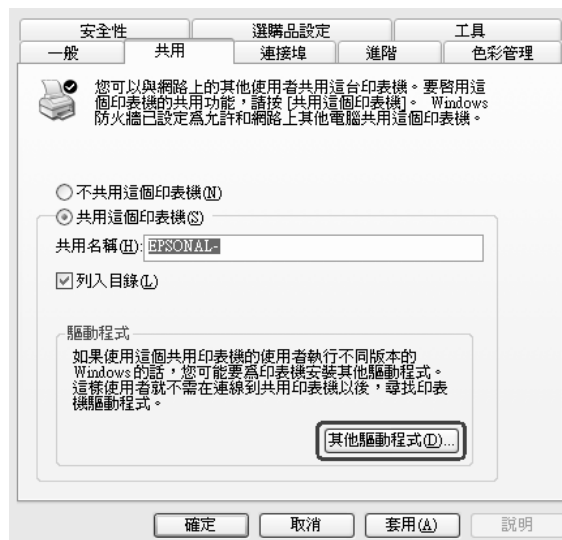 安全性 選購品設定 工具
一般 共用 連接埠 進階 色彩管理
您可以與網路上的其他使用者共用這台印表機。要啓用這
個印表機的共用功能，請按 [共用這個印表機]。 Windows
防火牆已設定爲允許和網路上其他電腦共用這個印表機。
不共用這個印表機(N)
共用這個印表機(S)
共用名稱(H): EPSONAL-
列入目錄(L)
驅動程式
如果使用這個共用印表機的使用者執行不同版本的
Windows 的話，您可能要爲印表機安裝其他驅動程式。
這樣使用者就不需在連線到共用印表機以後，尋找印表
機驅動程式。
其他驅動程式(D)...
確定 取消 套用(A) 說明